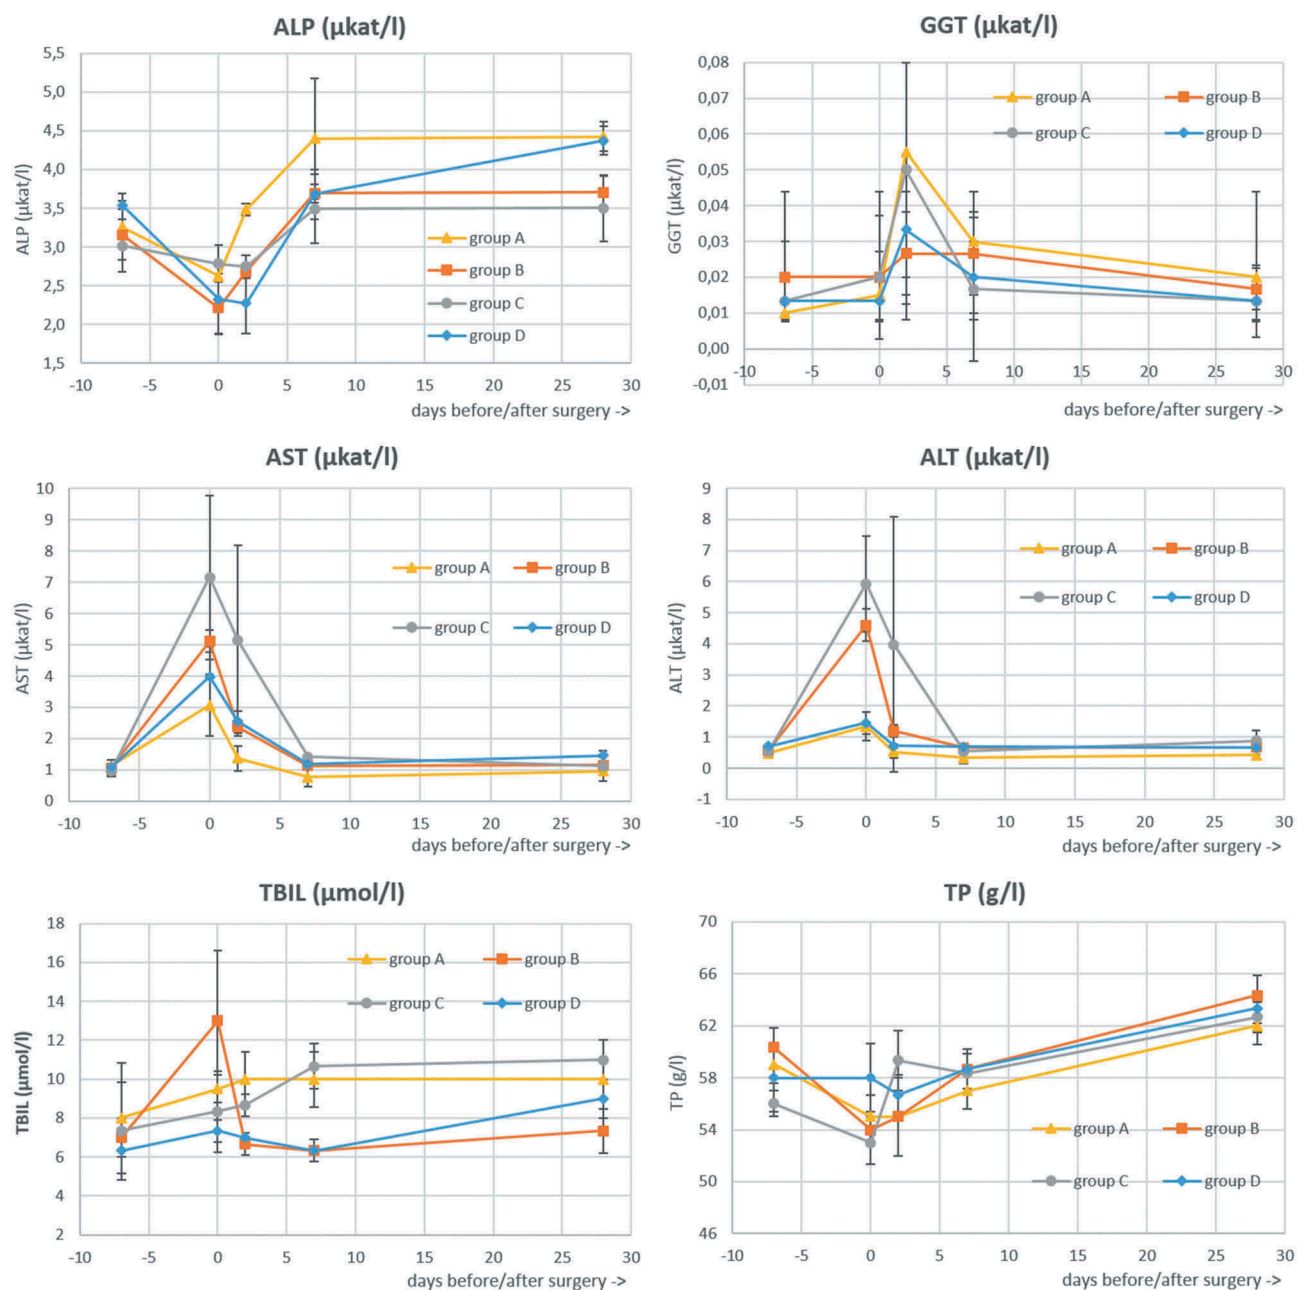 ALP (µkat/l)
ALP (µkat/l)
5,5
5,0
4,5
4,0
3,5
3,0
2,5
2,0
1,5
group A
group B
group C
group D
-10 -5 0 5 10 15 20 25 30
days before/after surgery ->
GGT (µkat/l)
GGT (µkat/l)
0,08
0,07
0,06
0,05
0,04
0,03
0,02
0,01
0,00
-0,01
group A group B
group C group D
-10 -5 0 5 10 15 20 25 30
days before/after surgery ->
AST (µkat/l)
AST (µkat/l)
10
9
8
7
6
5
4
3
2
1
0
group A group B
group C group D
-10 -5 0 5 10 15 20 25 30
days before/after surgery ->
ALT (µkat/l)
ALT (µkat/l)
9
8
7
6
5
4
3
2
1
0
-1
group A group B
group C group D
-10 -5 0 5 10 15 20 25 30
days before/after surgery ->
TBIL (µmol/l)
TBIL (µmol/l)
18
16
14
12
10
8
6
4
2
group A group B
group C group D
-10 -5 0 5 10 15 20 25 30
days before/after surgery ->
TP (g/l)
TP (g/l)
70
66
62
58
54
50
46
group A group B
group C group D
-10 -5 0 5 10 15 20 25 30
days before/after surgery ->